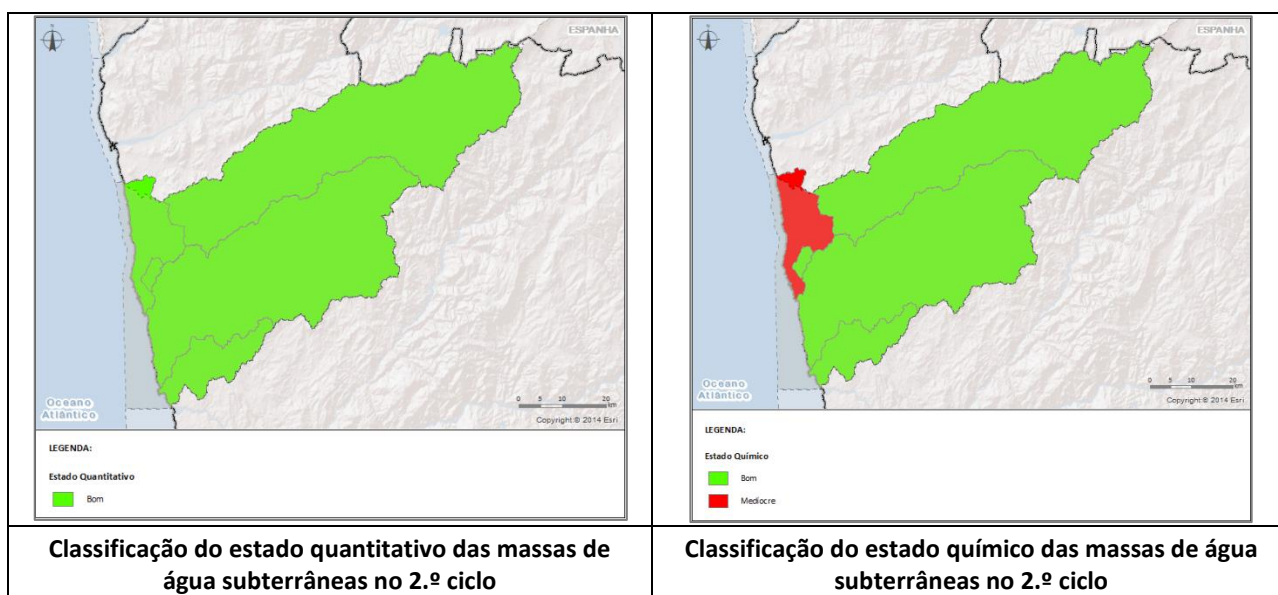 ESPANHA
Oceano
Atlântico
0 5 10 20
km
Copyright:© 2014 Esri
LEGENDA:
Estado Quantitativo
Bom
Classificação do estado quantitativo das massas de
água subterrâneas no 2.º ciclo
ESPANHA
Oceano
Atlântico
0 5 10 20
km
Copyright:© 2014 Esri
LEGENDA:
Estado Químico
Bom
Medíocre
Classificação do estado químico das massas de água
subterrâneas no 2.º ciclo